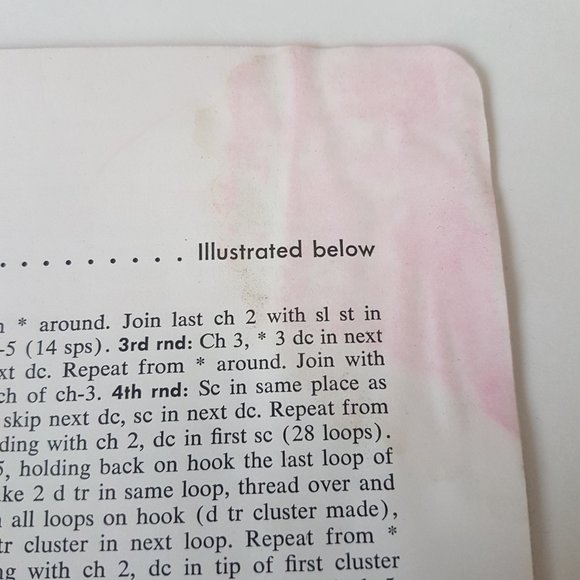 . . . . . . . . . . Illustrated below
* around. Join last ch 2 with sl st in
-5 (14 sps). 3rd rnd: Ch 3, * 3 dc in next
xt dc. Repeat from * around. Join with
ch of ch-3. 4th rnd: Sc in same place as
skip next dc, sc in next dc. Repeat from
ding with ch 2, dc in first sc (28 loops).
5, holding back on hook the last loop of
ke 2 d tr in same loop, thread over and
all loops on hook (d tr cluster made),
tr cluster in next loop. Repeat from *
ng with ch 2, dc in tip of first cluster